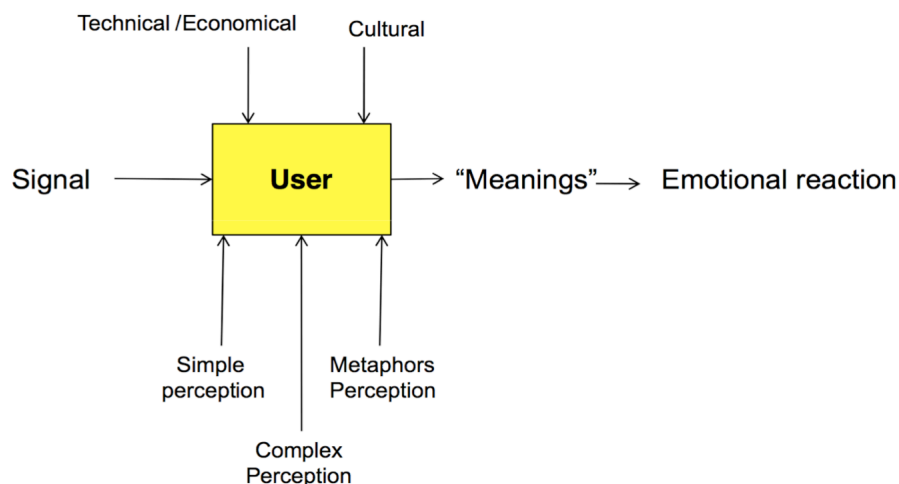 Technical /Economical
Cultural
Signal
User
“Meanings”
Emotional reaction
Simple
perception
Metaphors
Perception
Complex
Perception